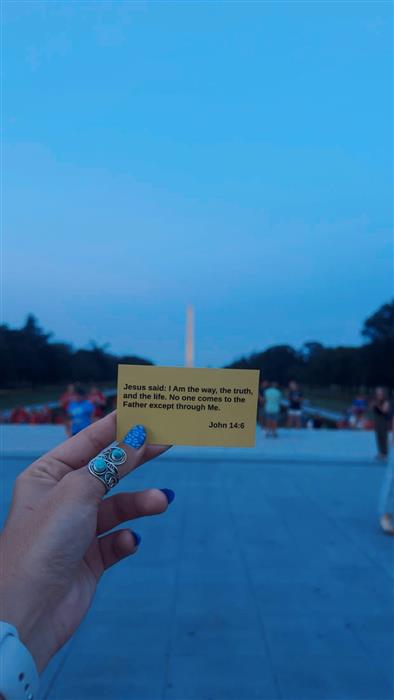 Jesus said: I Am the way, the truth,
and the life. No one comes to the
Father except through Me.
John 14:6